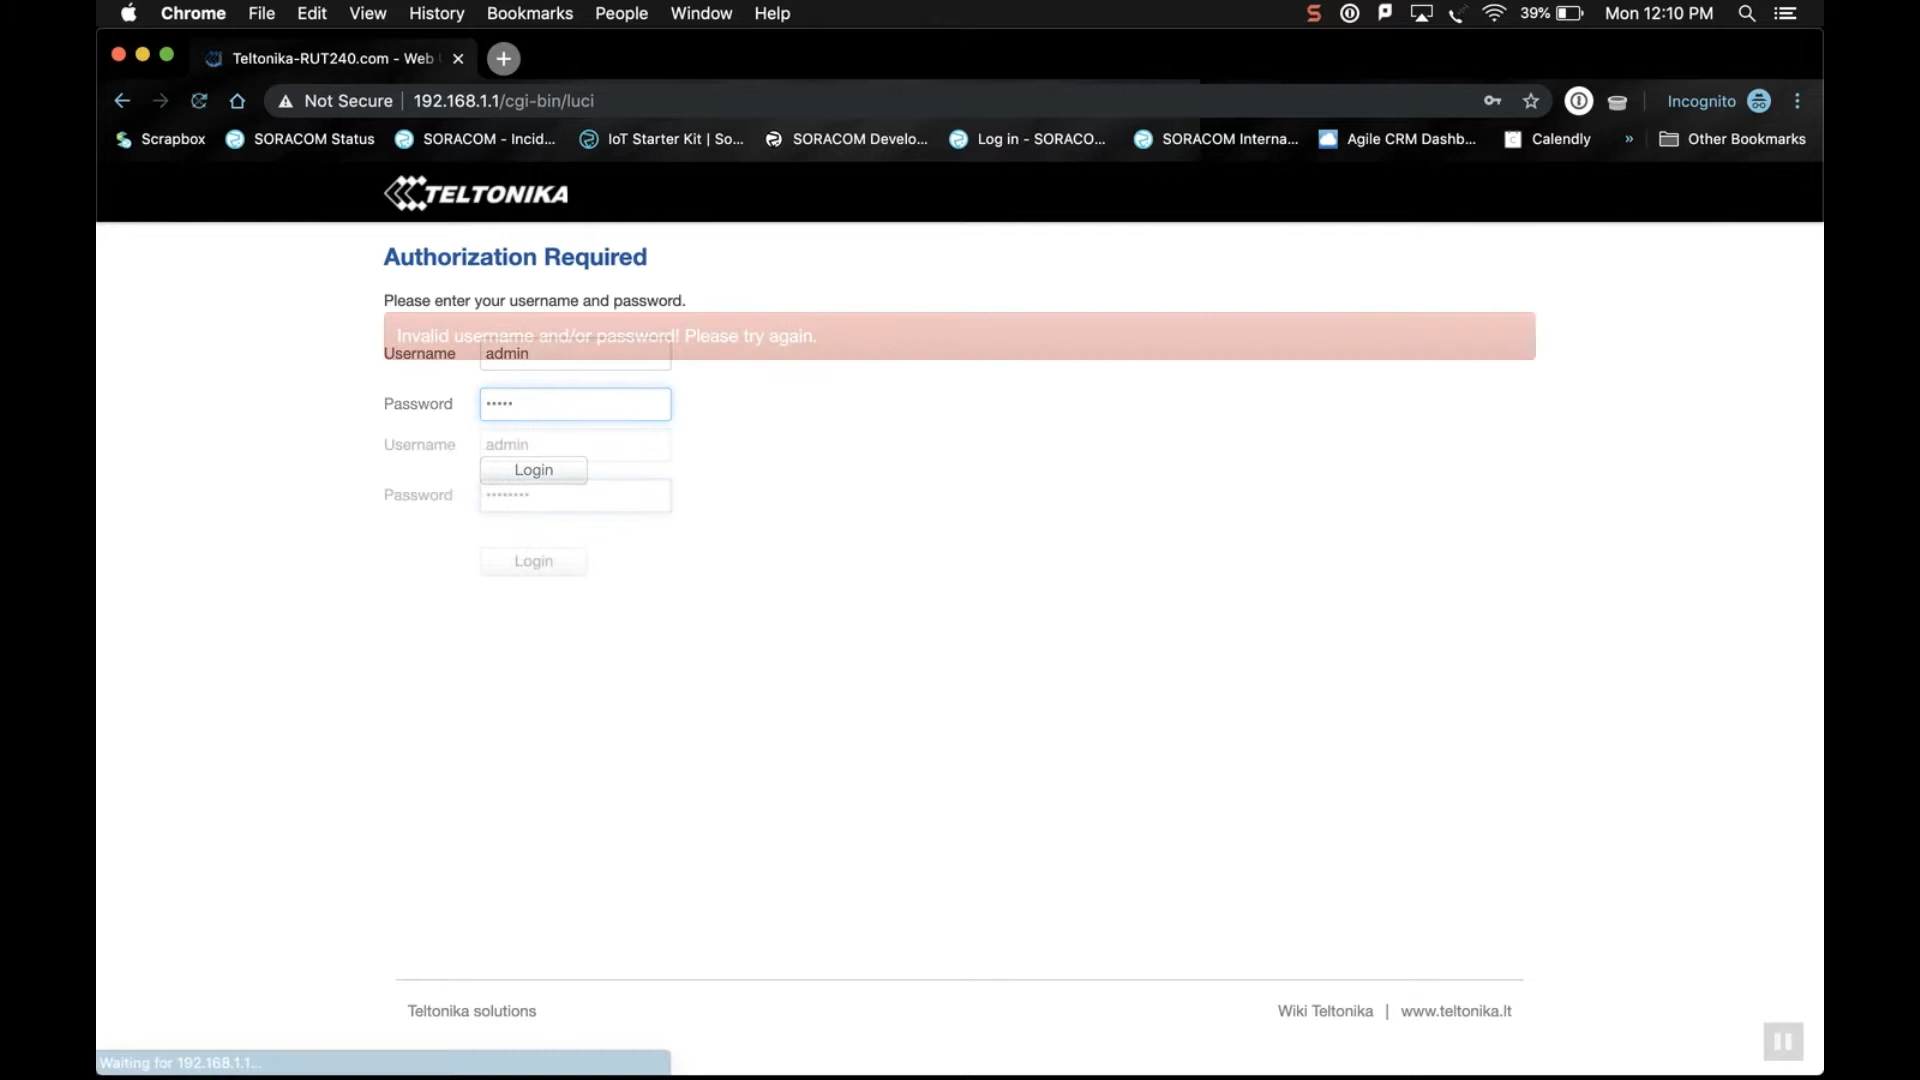 Chrome File Edit View History Bookmarks People Window Help 39% Mon 12:10 PM
Teltonika-RUT240.com - Web
Not Secure 192.168.1.1/cgi-bin/luci Incognito
Scrapbox SORACOM Status SORACOM - Incid... IoT Starter Kit | So... SORACOM Develo... Log in - SORACO... SORACOM Interna... Agile CRM Dashb... Calendly » Other Bookmarks
TELTONIKA
Authorization Required
Please enter your username and password.
Invalid username and/or password! Please try again.
Username admin
Password •••••
Username admin
Login
Password ••••••••
Login
Teltonika solutions Wiki Teltonika | www.teltonika.lt
Waiting for 192.168.1.1...